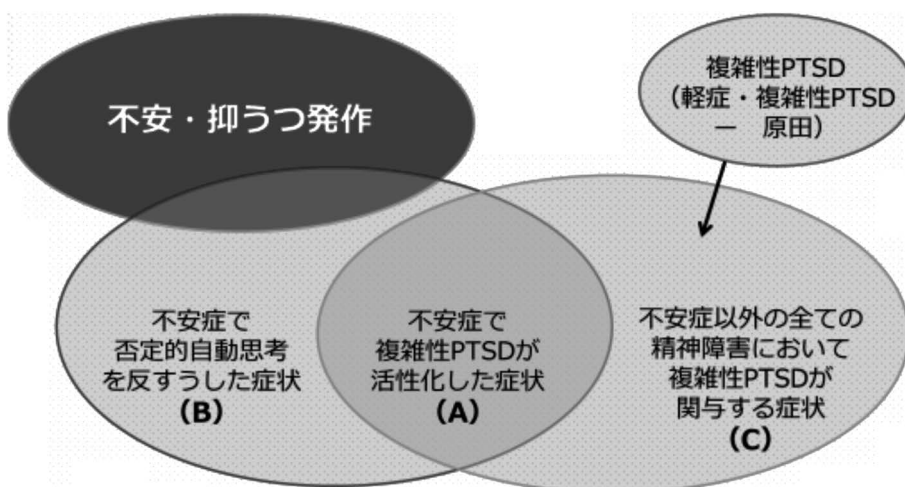 不安・抑うつ発作
複雑性PTSD
（軽症・複雑性PTSD
ー　原田）
不安症で
否定的自動思考
を反すうした症状
（B）
不安症で
複雑性PTSDが
活性化した症状
（A）
不安症以外の全ての
精神障害において
複雑性PTSDが
関与する症状
（C）